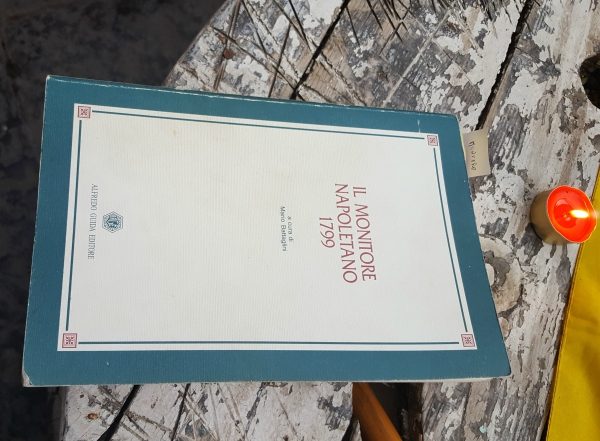 IL MONITORE
NAPOLETANO
1799
a cura di
Mario Battaglini
ALFREDO GUIDA EDITORE